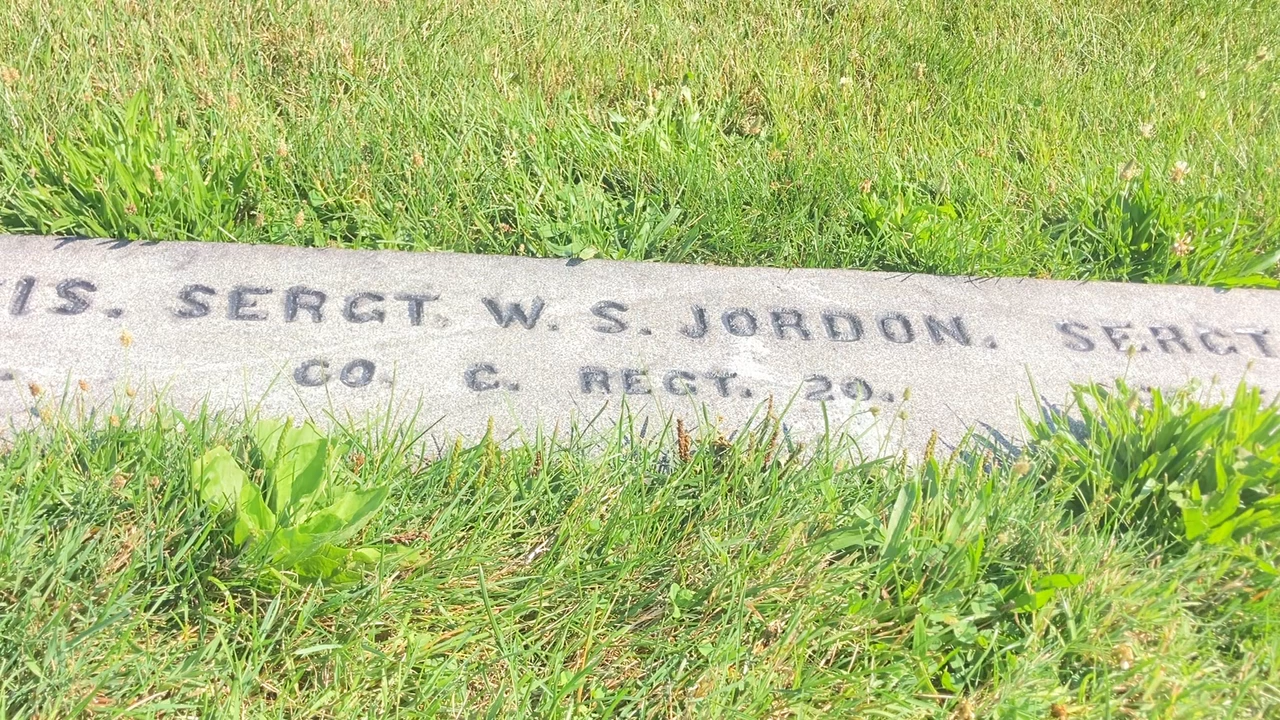 IS. SERGT. W. S. JORDON. SERGT
CO. C. REGT. 20.